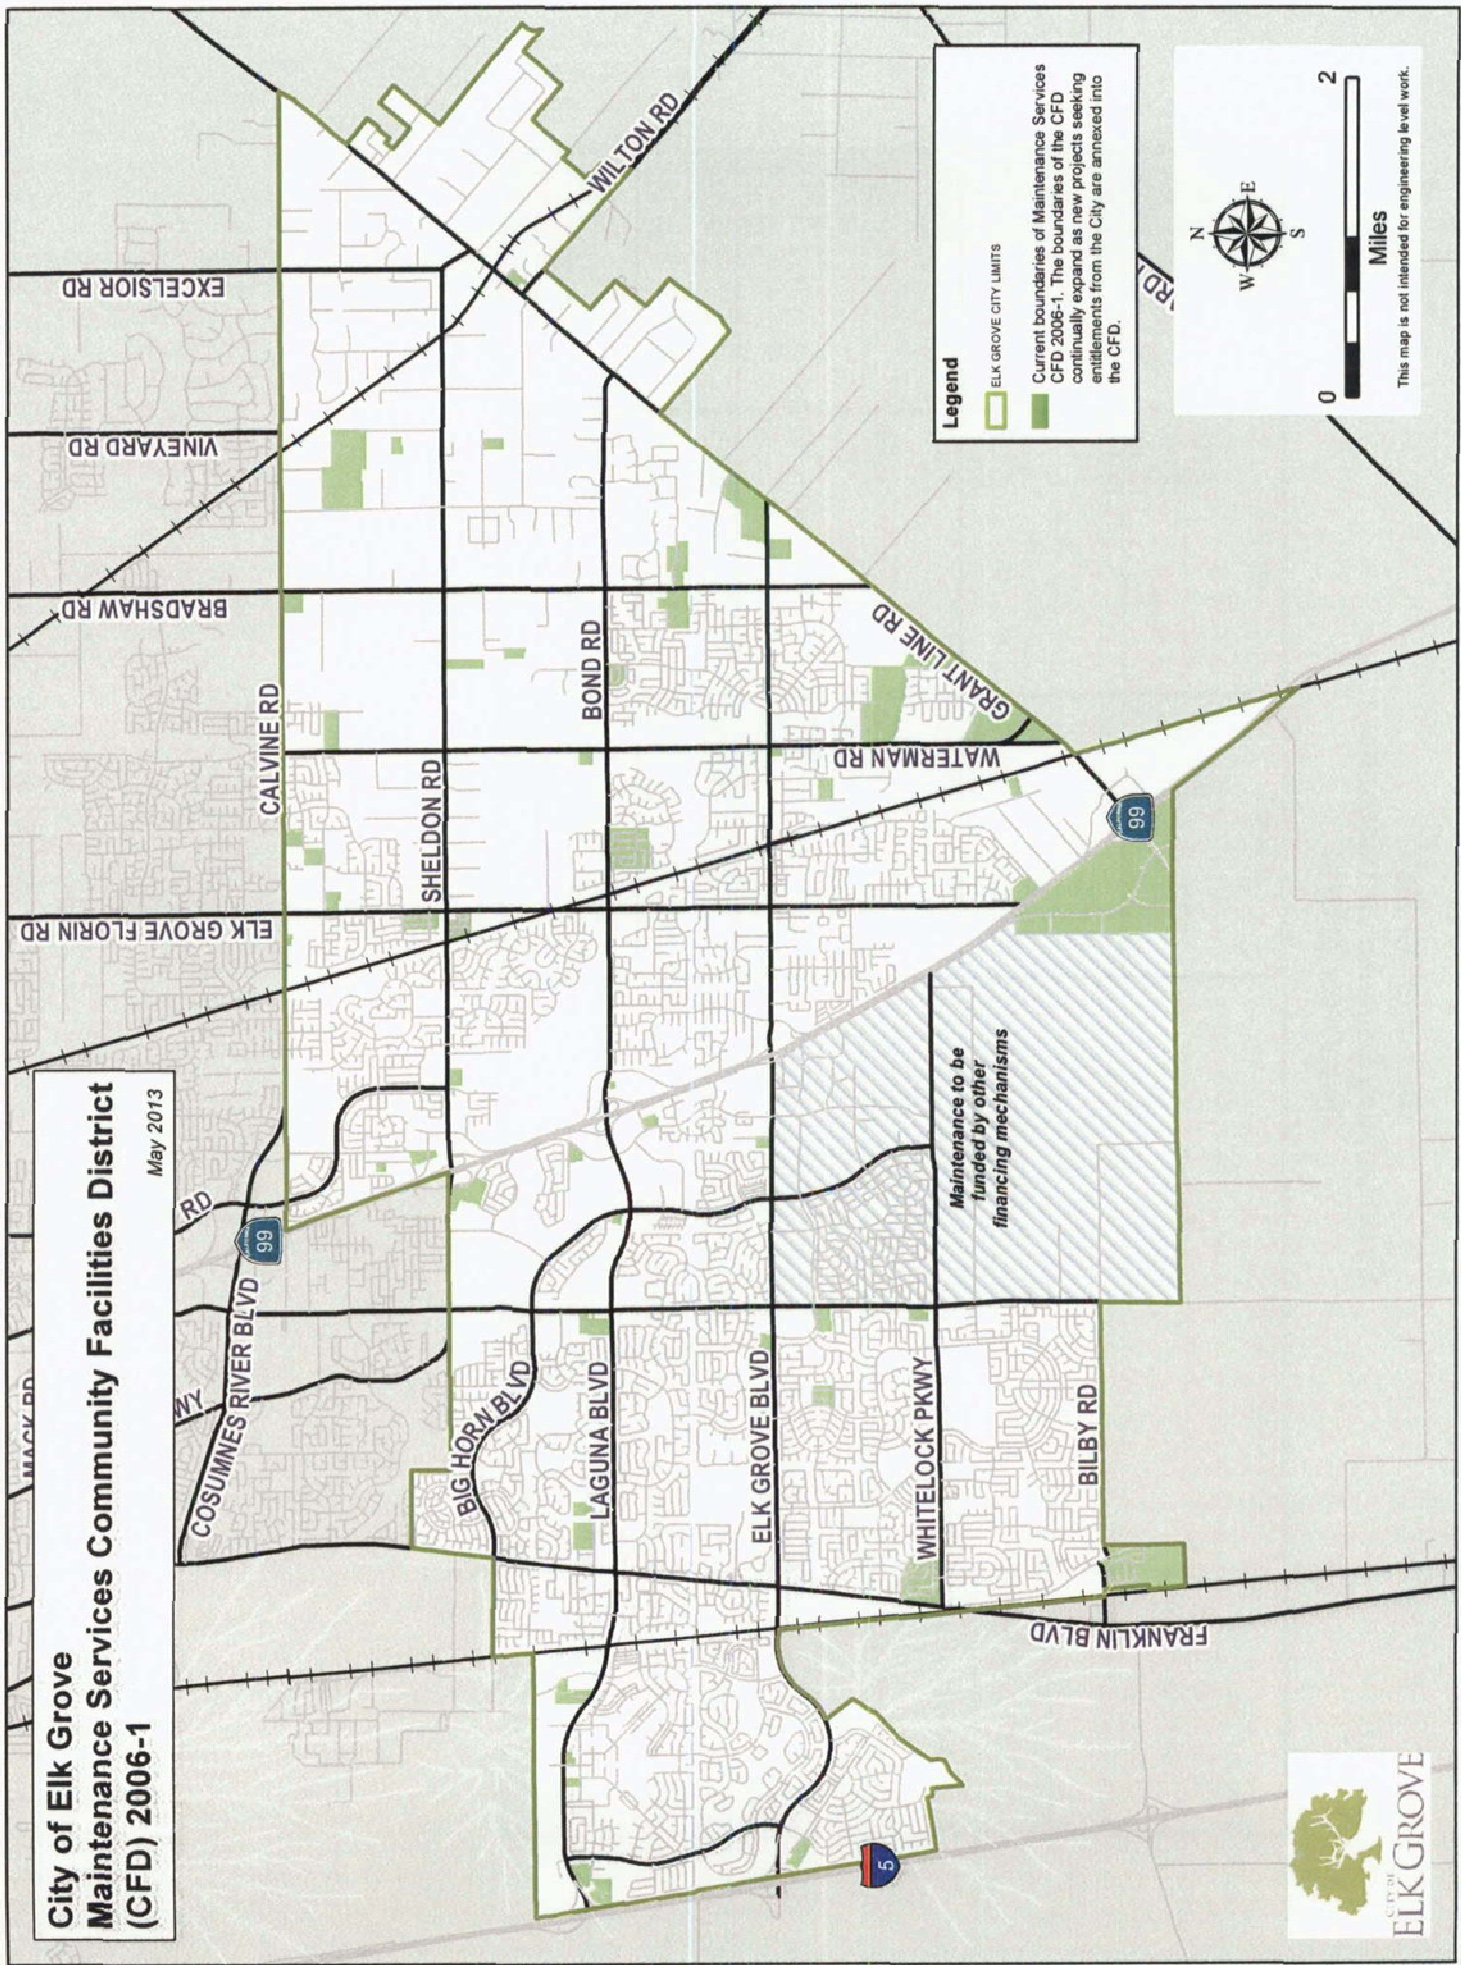 City of Elk Grove
Maintenance Services Community Facilities District
(CFD) 2006-1
May 2013
RD
99
COSUMNES RIVER BLVD
WY
CALVINE RD
ELK GROVE FLORIN RD
BRADSHAW RD
VINEYARD RD
EXCELSIOR RD
SHELDON RD
BIG HORN BLVD
LAGUNA BLVD
BOND RD
WILTON RD
ELK GROVE BLVD
WATERMAN RD
GRANT LINE RD
WHITELOCK PKWY
Maintenance to be
funded by other
financing mechanisms
99
BILBY RD
FRANKLIN BLVD
5
RD
Legend
ELK GROVE CITY LIMITS
Current boundaries of Maintenance Services
CFD 2006-1. The boundaries of the CFD
continually expand as new projects seeking
entitlements from the City are annexed into
the CFD.
N
W
E
S
0
2
Miles
This map is not intended for engineering level work.
CITY OF
ELK GROVE